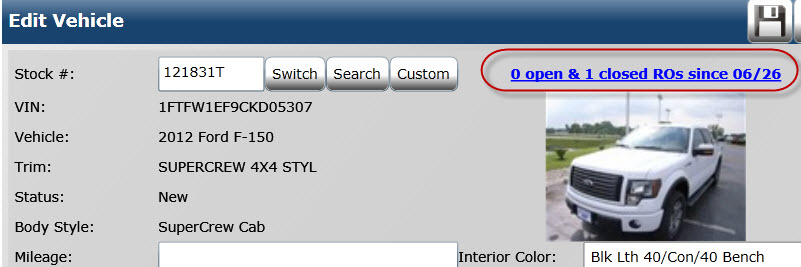 Edit Vehicle
Stock #: 121831T Switch Search Custom 0 open & 1 closed ROs since 06/26
VIN: 1FTFW1EF9CKD05307
Vehicle: 2012 Ford F-150
Trim: SUPERCREW 4X4 STYL
Status: New
Body Style: SuperCrew Cab
Mileage: Interior Color: Blk Lth 40/Con/40 Bench